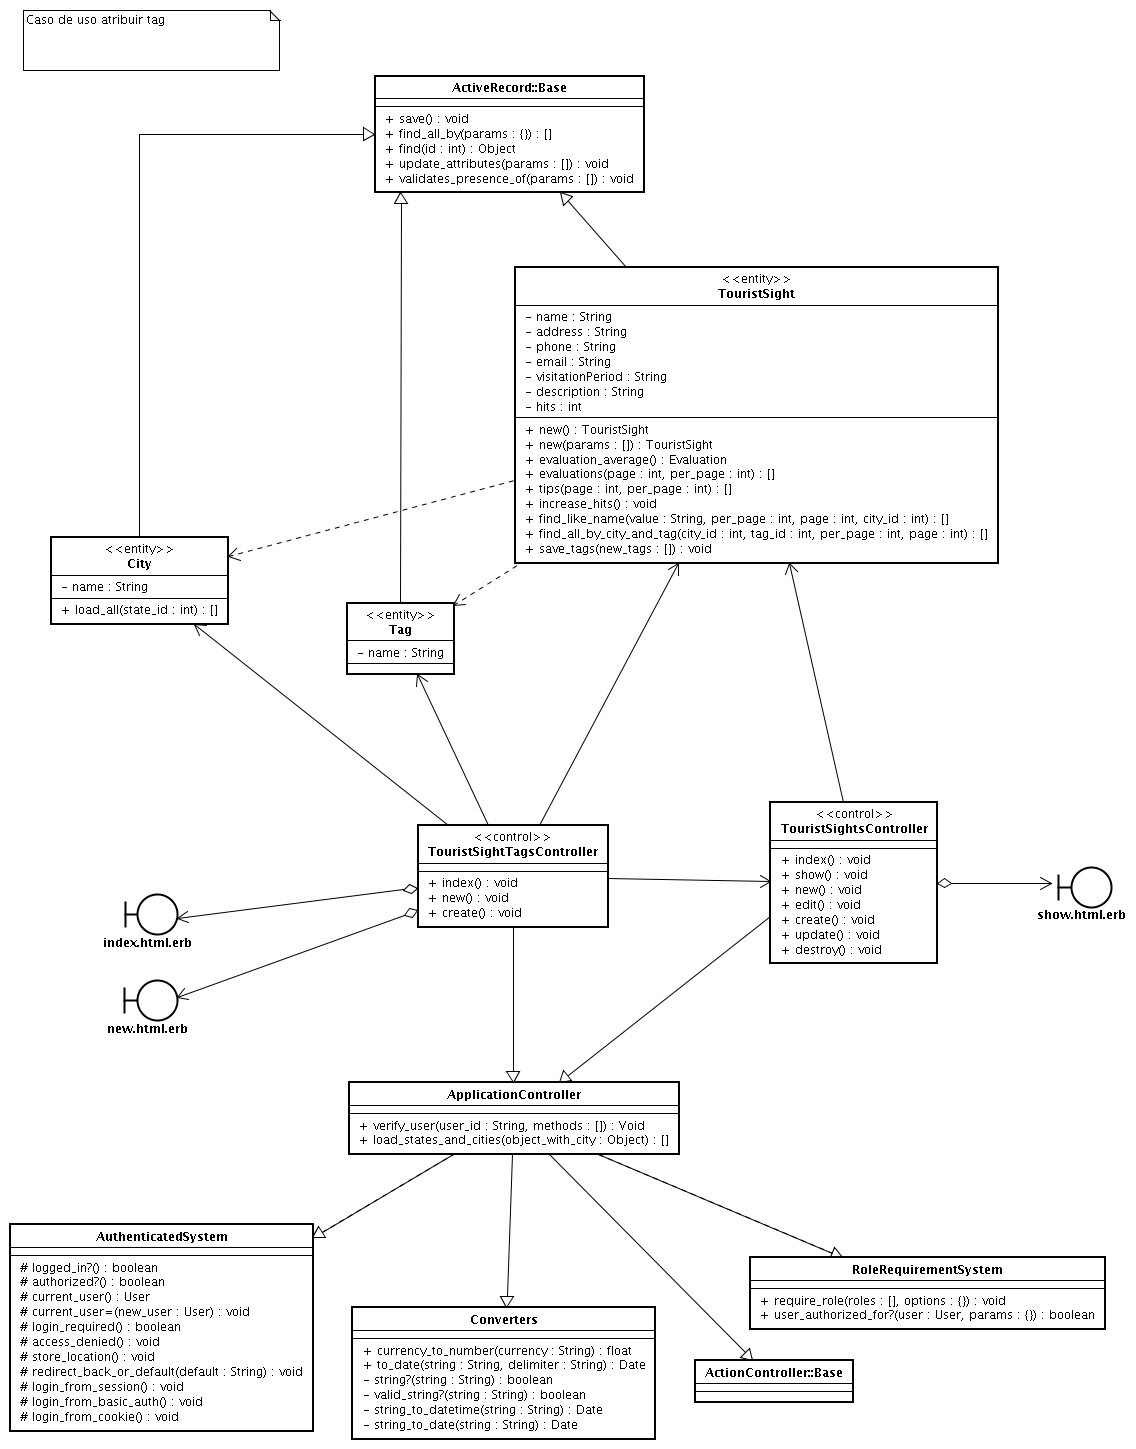 Caso de uso atribuir tag
ActiveRecord::Base
+ save() : void
+ find_all_by(params : {}) : []
+ find(id : int) : Object
+ update_attributes(params : []) : void
+ validates_presence_of(params : []) : void
<<entity>>
TouristSight
- name : String
- address : String
- phone : String
- email : String
- visitationPeriod : String
- description : String
- hits : int
+ new() : TouristSight
+ new(params : []) : TouristSight
+ evaluation_average() : Evaluation
+ evaluations(page : int, per_page : int) : []
+ tips(page : int, per_page : int) : []
+ increase_hits() : void
+ find_like_name(value : String, per_page : int, page : int, city_id : int) : []
+ find_all_by_city_and_tag(city_id : int, tag_id : int, per_page : int, page : int) : []
+ save_tags(new_tags : []) : void
<<entity>>
City
- name : String
+ load_all(state_id : int) : []
<<entity>>
Tag
- name : String
<<control>>
TouristSightTagsController
+ index() : void
+ new() : void
+ create() : void
<<control>>
TouristSightsController
+ index() : void
+ show() : void
+ new() : void
+ edit() : void
+ create() : void
+ update() : void
+ destroy() : void
show.html.erb
index.html.erb
new.html.erb
ApplicationController
+ verify_user(user_id : String, methods : []) : Void
+ load_states_and_cities(object_with_city : Object) : []
AuthenticatedSystem
# logged_in?() : boolean
# authorized?() : boolean
# current_user() : User
# current_user=(new_user : User) : void
# login_required() : boolean
# access_denied() : void
# store_location() : void
# redirect_back_or_default(default : String) : void
# login_from_session() : void
# login_from_basic_auth() : void
# login_from_cookie() : void
Converters
+ currency_to_number(currency : String) : float
+ to_date(string : String, delimiter : String) : Date
- string?(string : String) : boolean
- valid_string?(string : String) : boolean
- string_to_datetime(string : String) : Date
- string_to_date(string : String) : Date
RoleRequirementSystem
+ require_role(roles : [], options : {}) : void
+ user_authorized_for?(user : User, params : {}) : boolean
ActionController::Base